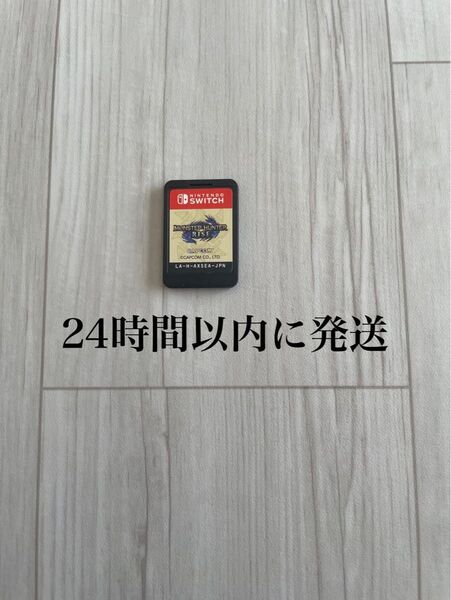 NINTENDO
SWITCH
MONSTER HUNTER
RISE
CAPCOM
©CAPCOM CO., LTD.
LA-H-AXSEA-JPN
24時間以内に発送